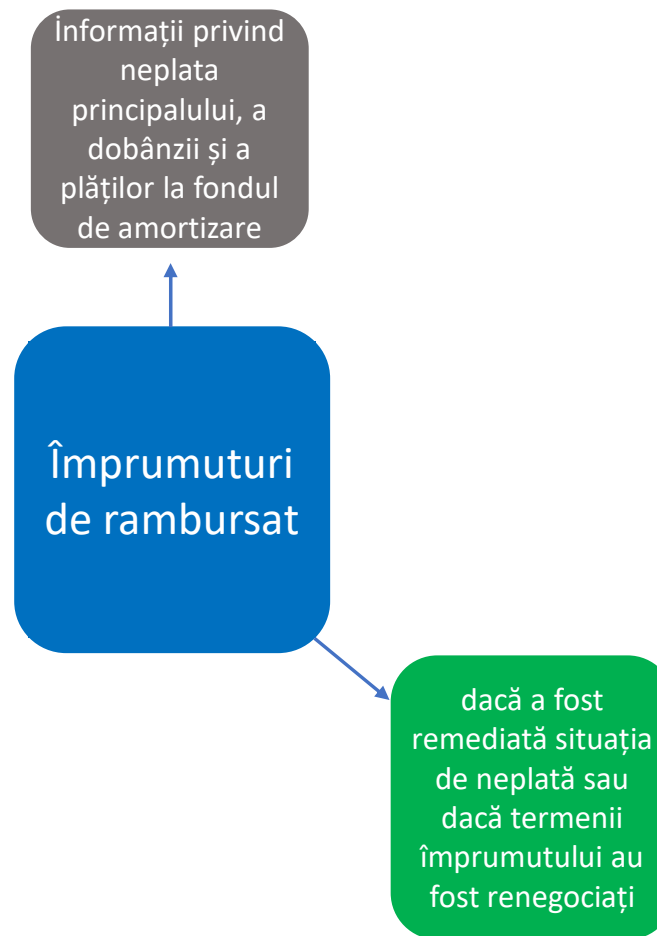 Informații privind
neplata
principalului, a
dobânzii și a
plăților la fondul
de amortizare
Împrumuturi
de rambursat
dacă a fost
remediată situația
de neplată sau
dacă termenii
împrumutului au
fost renegociați